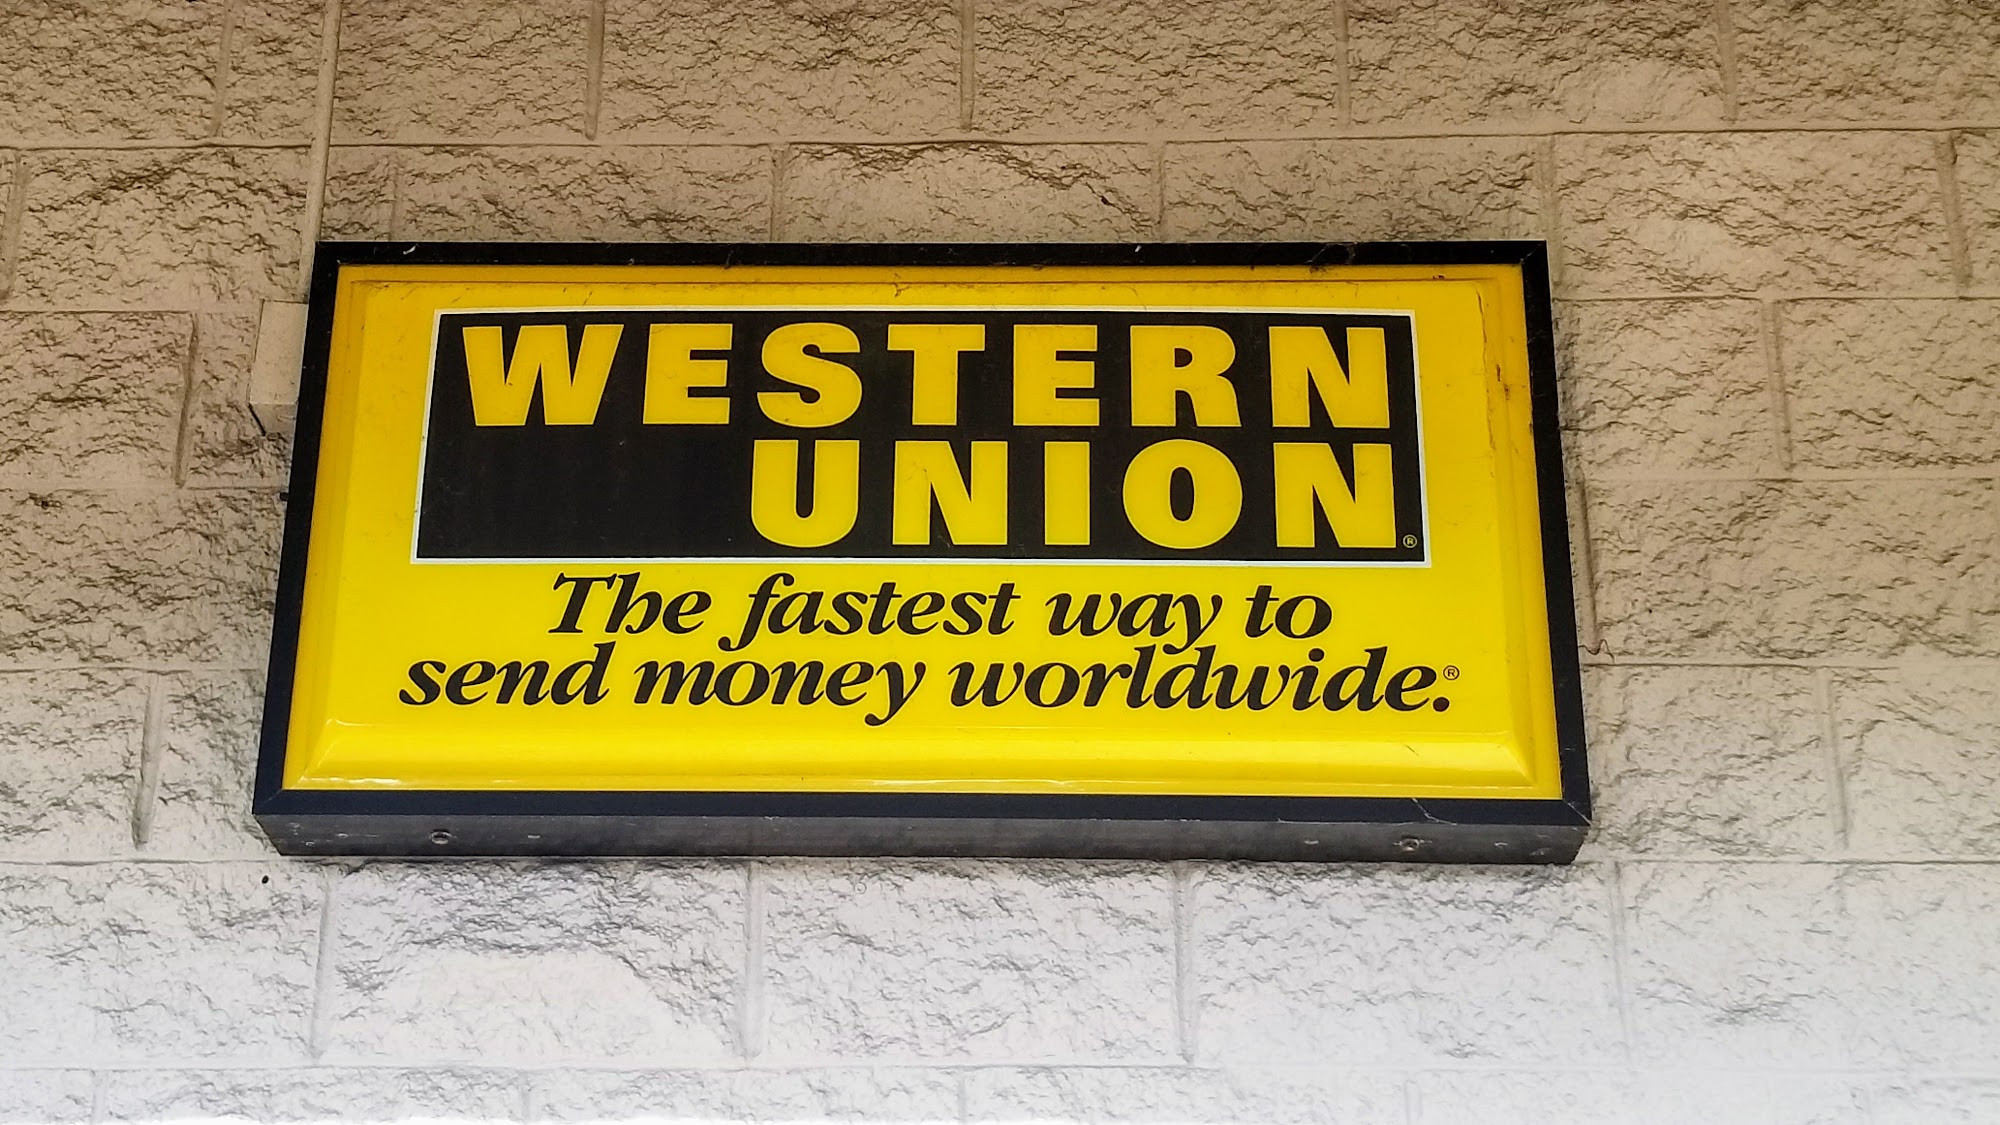 WESTERN
UNION®
The fastest way to
send money worldwide.®